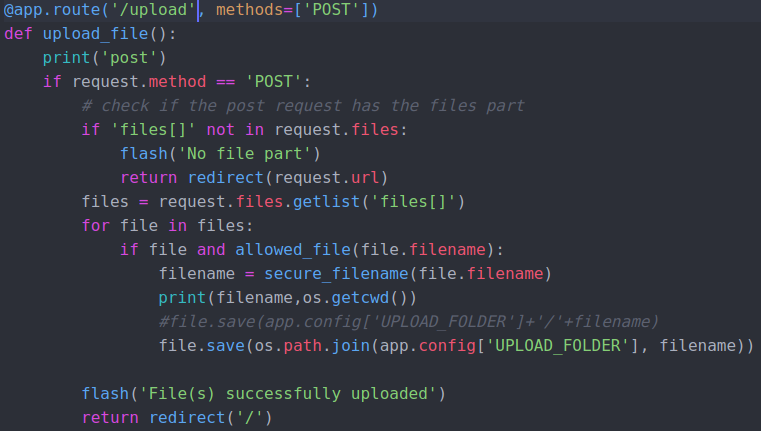 @app.route('/upload', methods=['POST'])
def upload_file():
    print('post')
    if request.method == 'POST':
        # check if the post request has the files part
        if 'files[]' not in request.files:
            flash('No file part')
            return redirect(request.url)
        files = request.files.getlist('files[]')
        for file in files:
            if file and allowed_file(file.filename):
                filename = secure_filename(file.filename)
                print(filename,os.getcwd())
                #file.save(app.config['UPLOAD_FOLDER']+'/'+filename)
                file.save(os.path.join(app.config['UPLOAD_FOLDER'], filename))

        flash('File(s) successfully uploaded')
        return redirect('/')